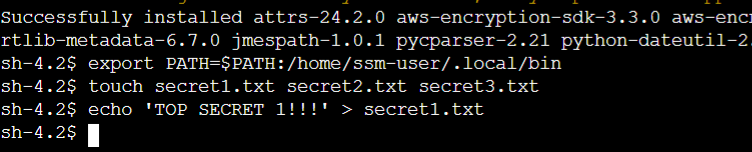 Successfully installed attrs-24.2.0 aws-encryption-sdk-3.3.0 aws-enc
rtlib-metadata-6.7.0 jmespath-1.0.1 pycparser-2.21 python-dateutil-2.
sh-4.2$ export PATH=$PATH:/home/ssm-user/.local/bin
sh-4.2$ touch secret1.txt secret2.txt secret3.txt
sh-4.2$ echo 'TOP SECRET 1!!!' > secret1.txt
sh-4.2$